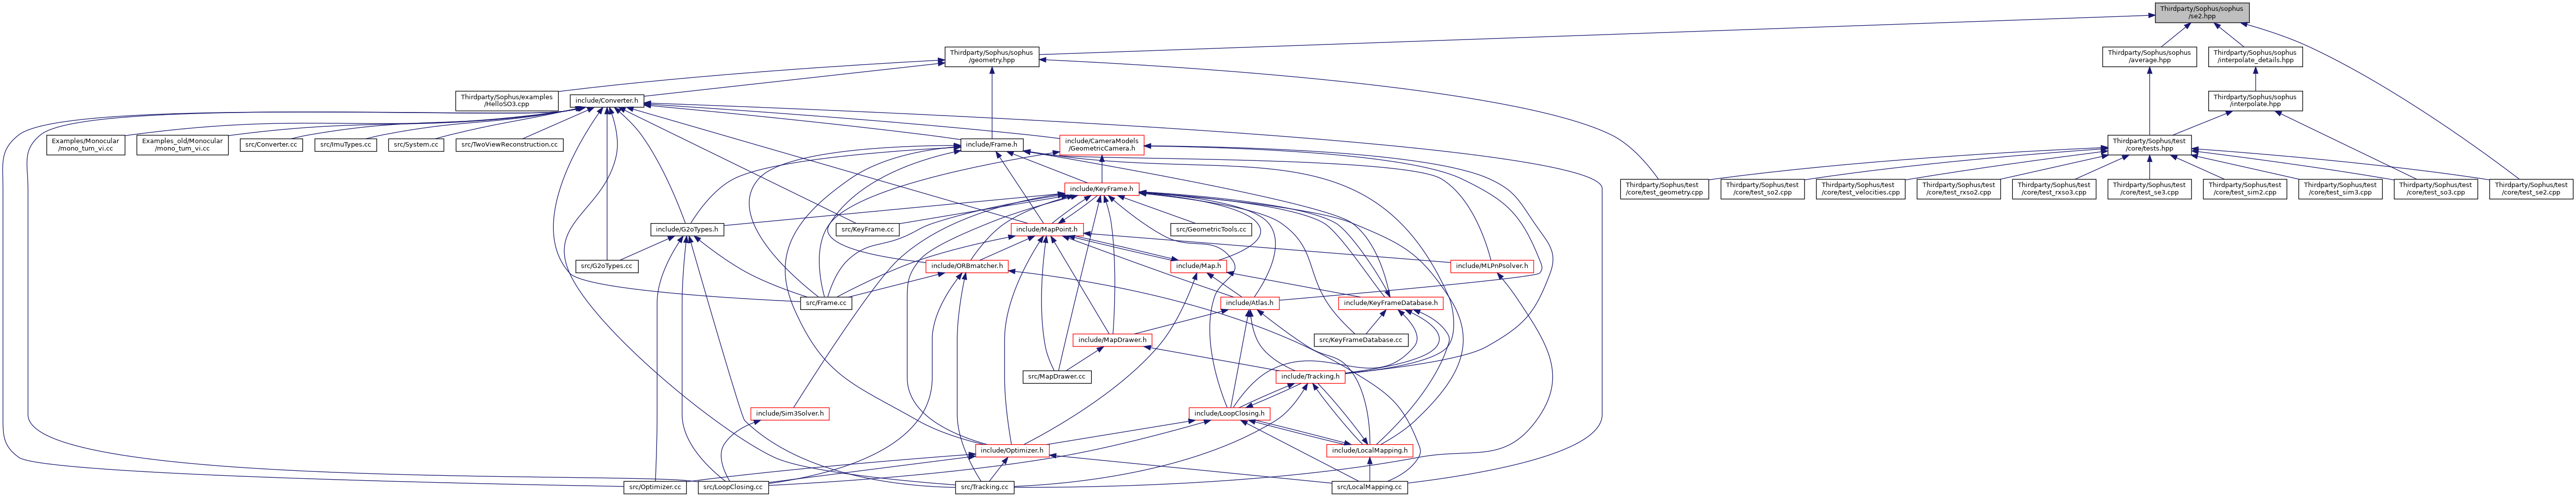 Thirdparty/Sophus/sophus
/se2.hpp
Thirdparty/Sophus/sophus
/geometry.hpp
Thirdparty/Sophus/sophus
/average.hpp
Thirdparty/Sophus/sophus
/interpolate_details.hpp
Thirdparty/Sophus/examples
/HelloSO3.cpp
include/Converter.h
Thirdparty/Sophus/sophus
/interpolate.hpp
Examples/Monocular
/mono_tum_vi.cc
Examples_old/Monocular
/mono_tum_vi.cc
src/Converter.cc
src/ImuTypes.cc
src/System.cc
src/TwoViewReconstruction.cc
include/Frame.h
include/CameraModels
/GeometricCamera.h
Thirdparty/Sophus/test
/core/tests.hpp
include/KeyFrame.h
Thirdparty/Sophus/test
/core/test_geometry.cpp
Thirdparty/Sophus/test
/core/test_so2.cpp
Thirdparty/Sophus/test
/core/test_velocities.cpp
Thirdparty/Sophus/test
/core/test_rxso2.cpp
Thirdparty/Sophus/test
/core/test_rxso3.cpp
Thirdparty/Sophus/test
/core/test_se3.cpp
Thirdparty/Sophus/test
/core/test_sim2.cpp
Thirdparty/Sophus/test
/core/test_sim3.cpp
Thirdparty/Sophus/test
/core/test_so3.cpp
Thirdparty/Sophus/test
/core/test_se2.cpp
include/G2oTypes.h
src/KeyFrame.cc
include/MapPoint.h
src/GeometricTools.cc
src/G2oTypes.cc
include/ORBmatcher.h
include/Map.h
include/MLPnPsolver.h
src/Frame.cc
include/Atlas.h
include/KeyFrameDatabase.h
include/MapDrawer.h
src/KeyFrameDatabase.cc
src/MapDrawer.cc
include/Tracking.h
include/Sim3Solver.h
include/LoopClosing.h
include/Optimizer.h
include/LocalMapping.h
src/Optimizer.cc
src/LoopClosing.cc
src/Tracking.cc
src/LocalMapping.cc